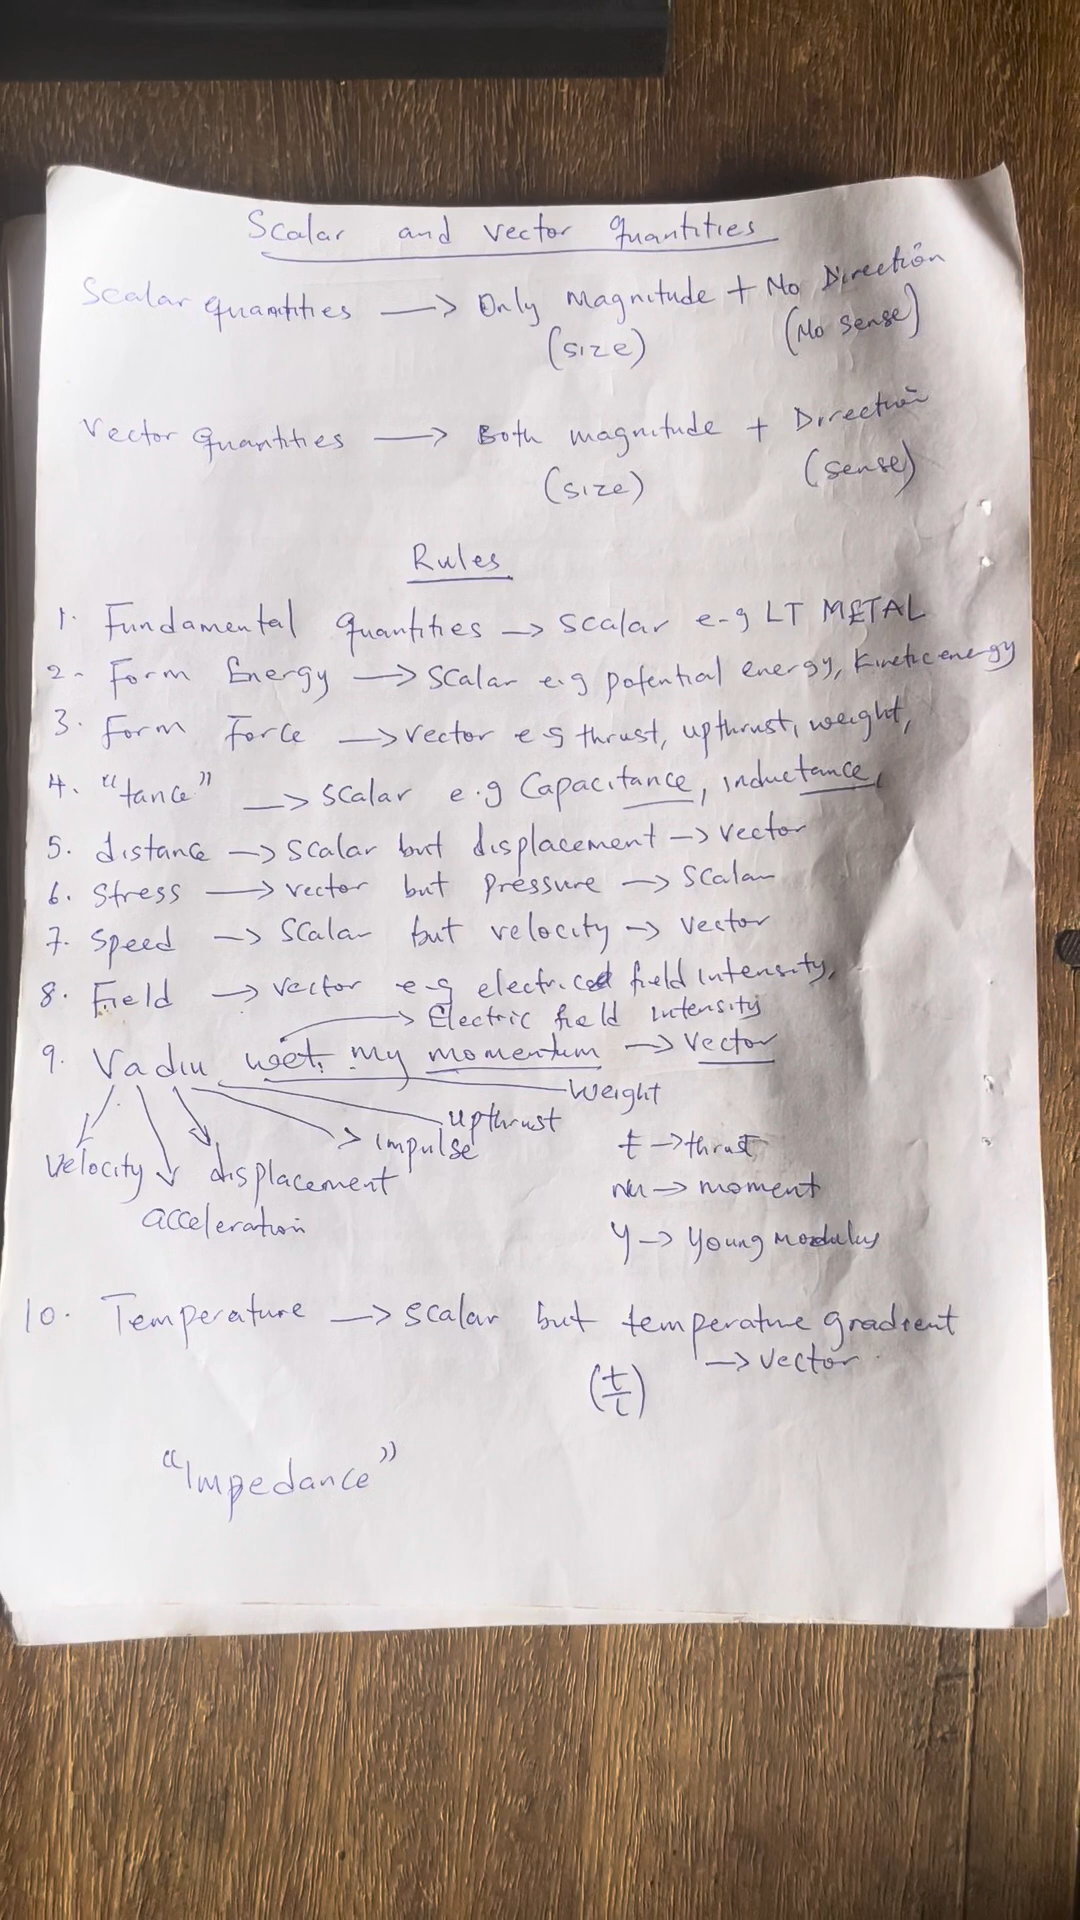 Scalar and vector Quantities
Scalar Quantities → Only Magnitude + No Direction
(size) (No sense)
Vector Quantities → Both magnitude + Direction
(size) (sense)
Rules
1. Fundamental Quantities → scalar e-g LT METAL
2. Form Energy → scalar e.g potential energy, Kinetic energy
3. Form Force → vector e g thrust, upthrust, weight,
4. "tance" → scalar e.g Capacitance, inductance,
5. distance → scalar but displacement → vector
6. Stress → vector but pressure → scalar
7. Speed → Scalar but velocity → vector
8. Field → vector e-g electrical field intensity,
→ Electric field intensity
9. Vadiu wet my momentum → vector
Weight
upthrust
impulse
t → thrust
Velocity displacement
m → moment
acceleration
Y → Young modulus
10. Temperature → scalar but temperature gradient
→ vector
(t/l)
"Impedance"